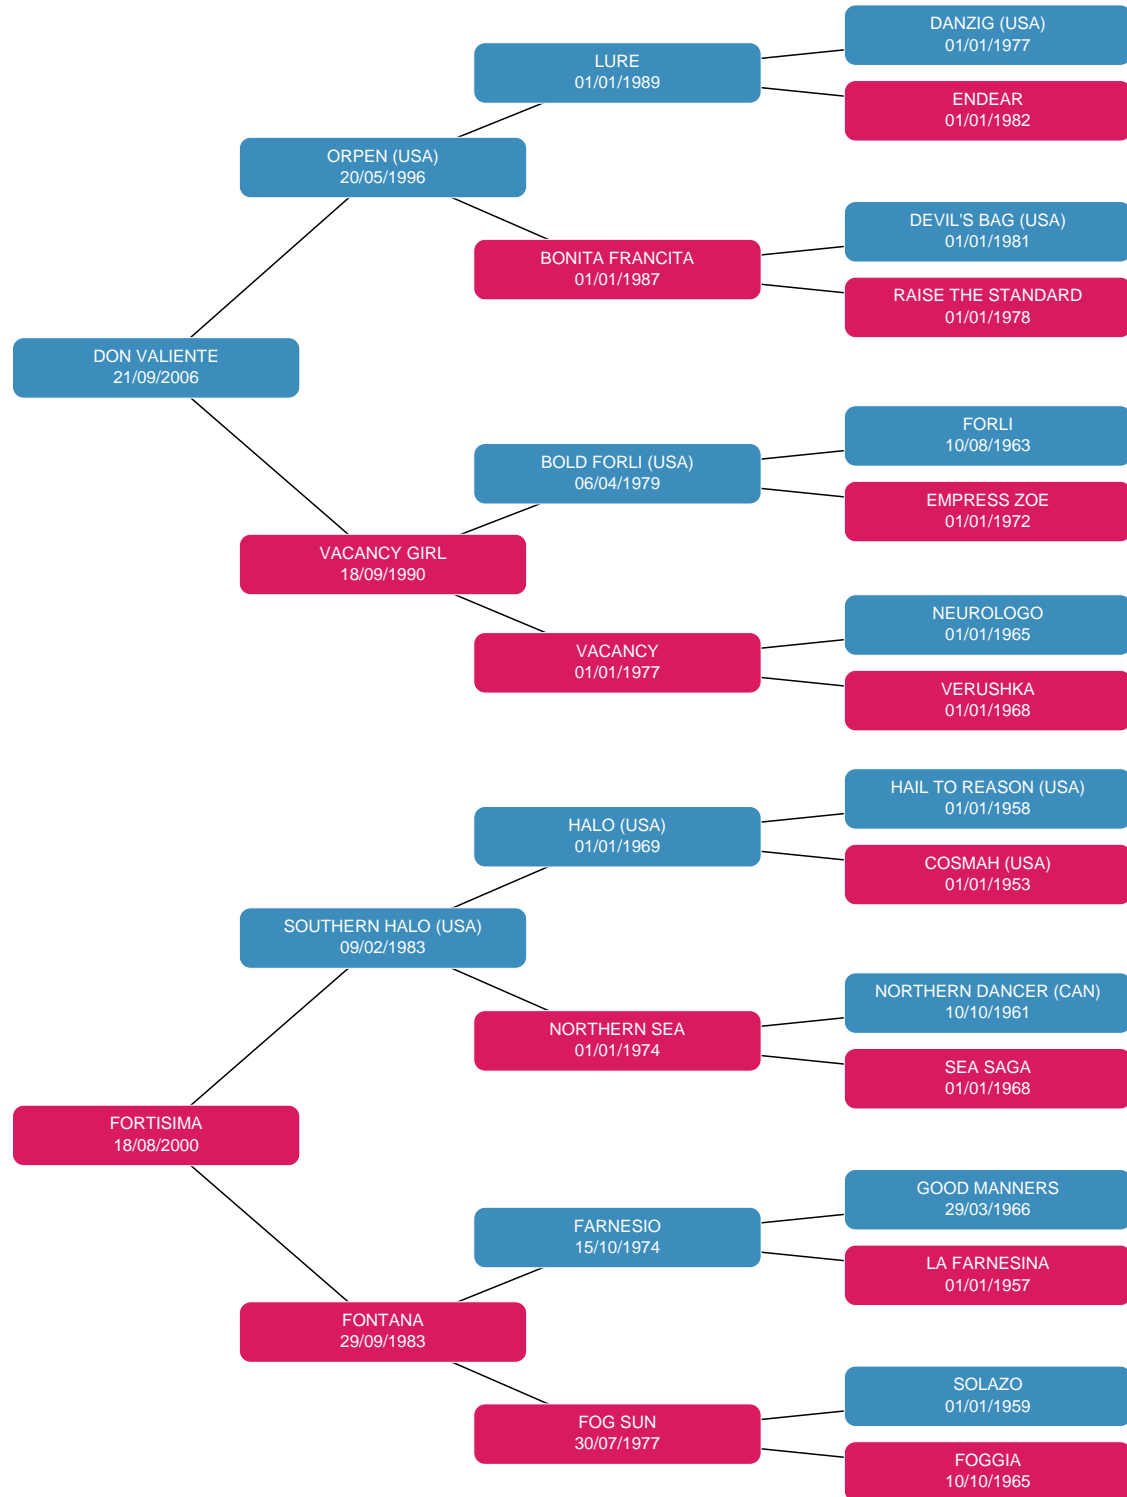 DANZIG (USA)
01/01/1977
LURE
01/01/1989
ENDEAR
01/01/1982
ORPEN (USA)
20/05/1996
DEVIL'S BAG (USA)
01/01/1981
BONITA FRANCITA
01/01/1987
RAISE THE STANDARD
01/01/1978
DON VALIENTE
21/09/2006
FORLI
10/08/1963
BOLD FORLI (USA)
06/04/1979
EMPRESS ZOE
01/01/1972
VACANCY GIRL
18/09/1990
NEUROLOGO
01/01/1965
VACANCY
01/01/1977
VERUSHKA
01/01/1968
HAIL TO REASON (USA)
01/01/1958
HALO (USA)
01/01/1969
COSMAH (USA)
01/01/1953
SOUTHERN HALO (USA)
09/02/1983
NORTHERN DANCER (CAN)
10/10/1961
NORTHERN SEA
01/01/1974
SEA SAGA
01/01/1968
FORTISIMA
18/08/2000
GOOD MANNERS
29/03/1966
FARNESIO
15/10/1974
LA FARNESINA
01/01/1957
FONTANA
29/09/1983
SOLAZO
01/01/1959
FOG SUN
30/07/1977
FOGGIA
10/10/1965